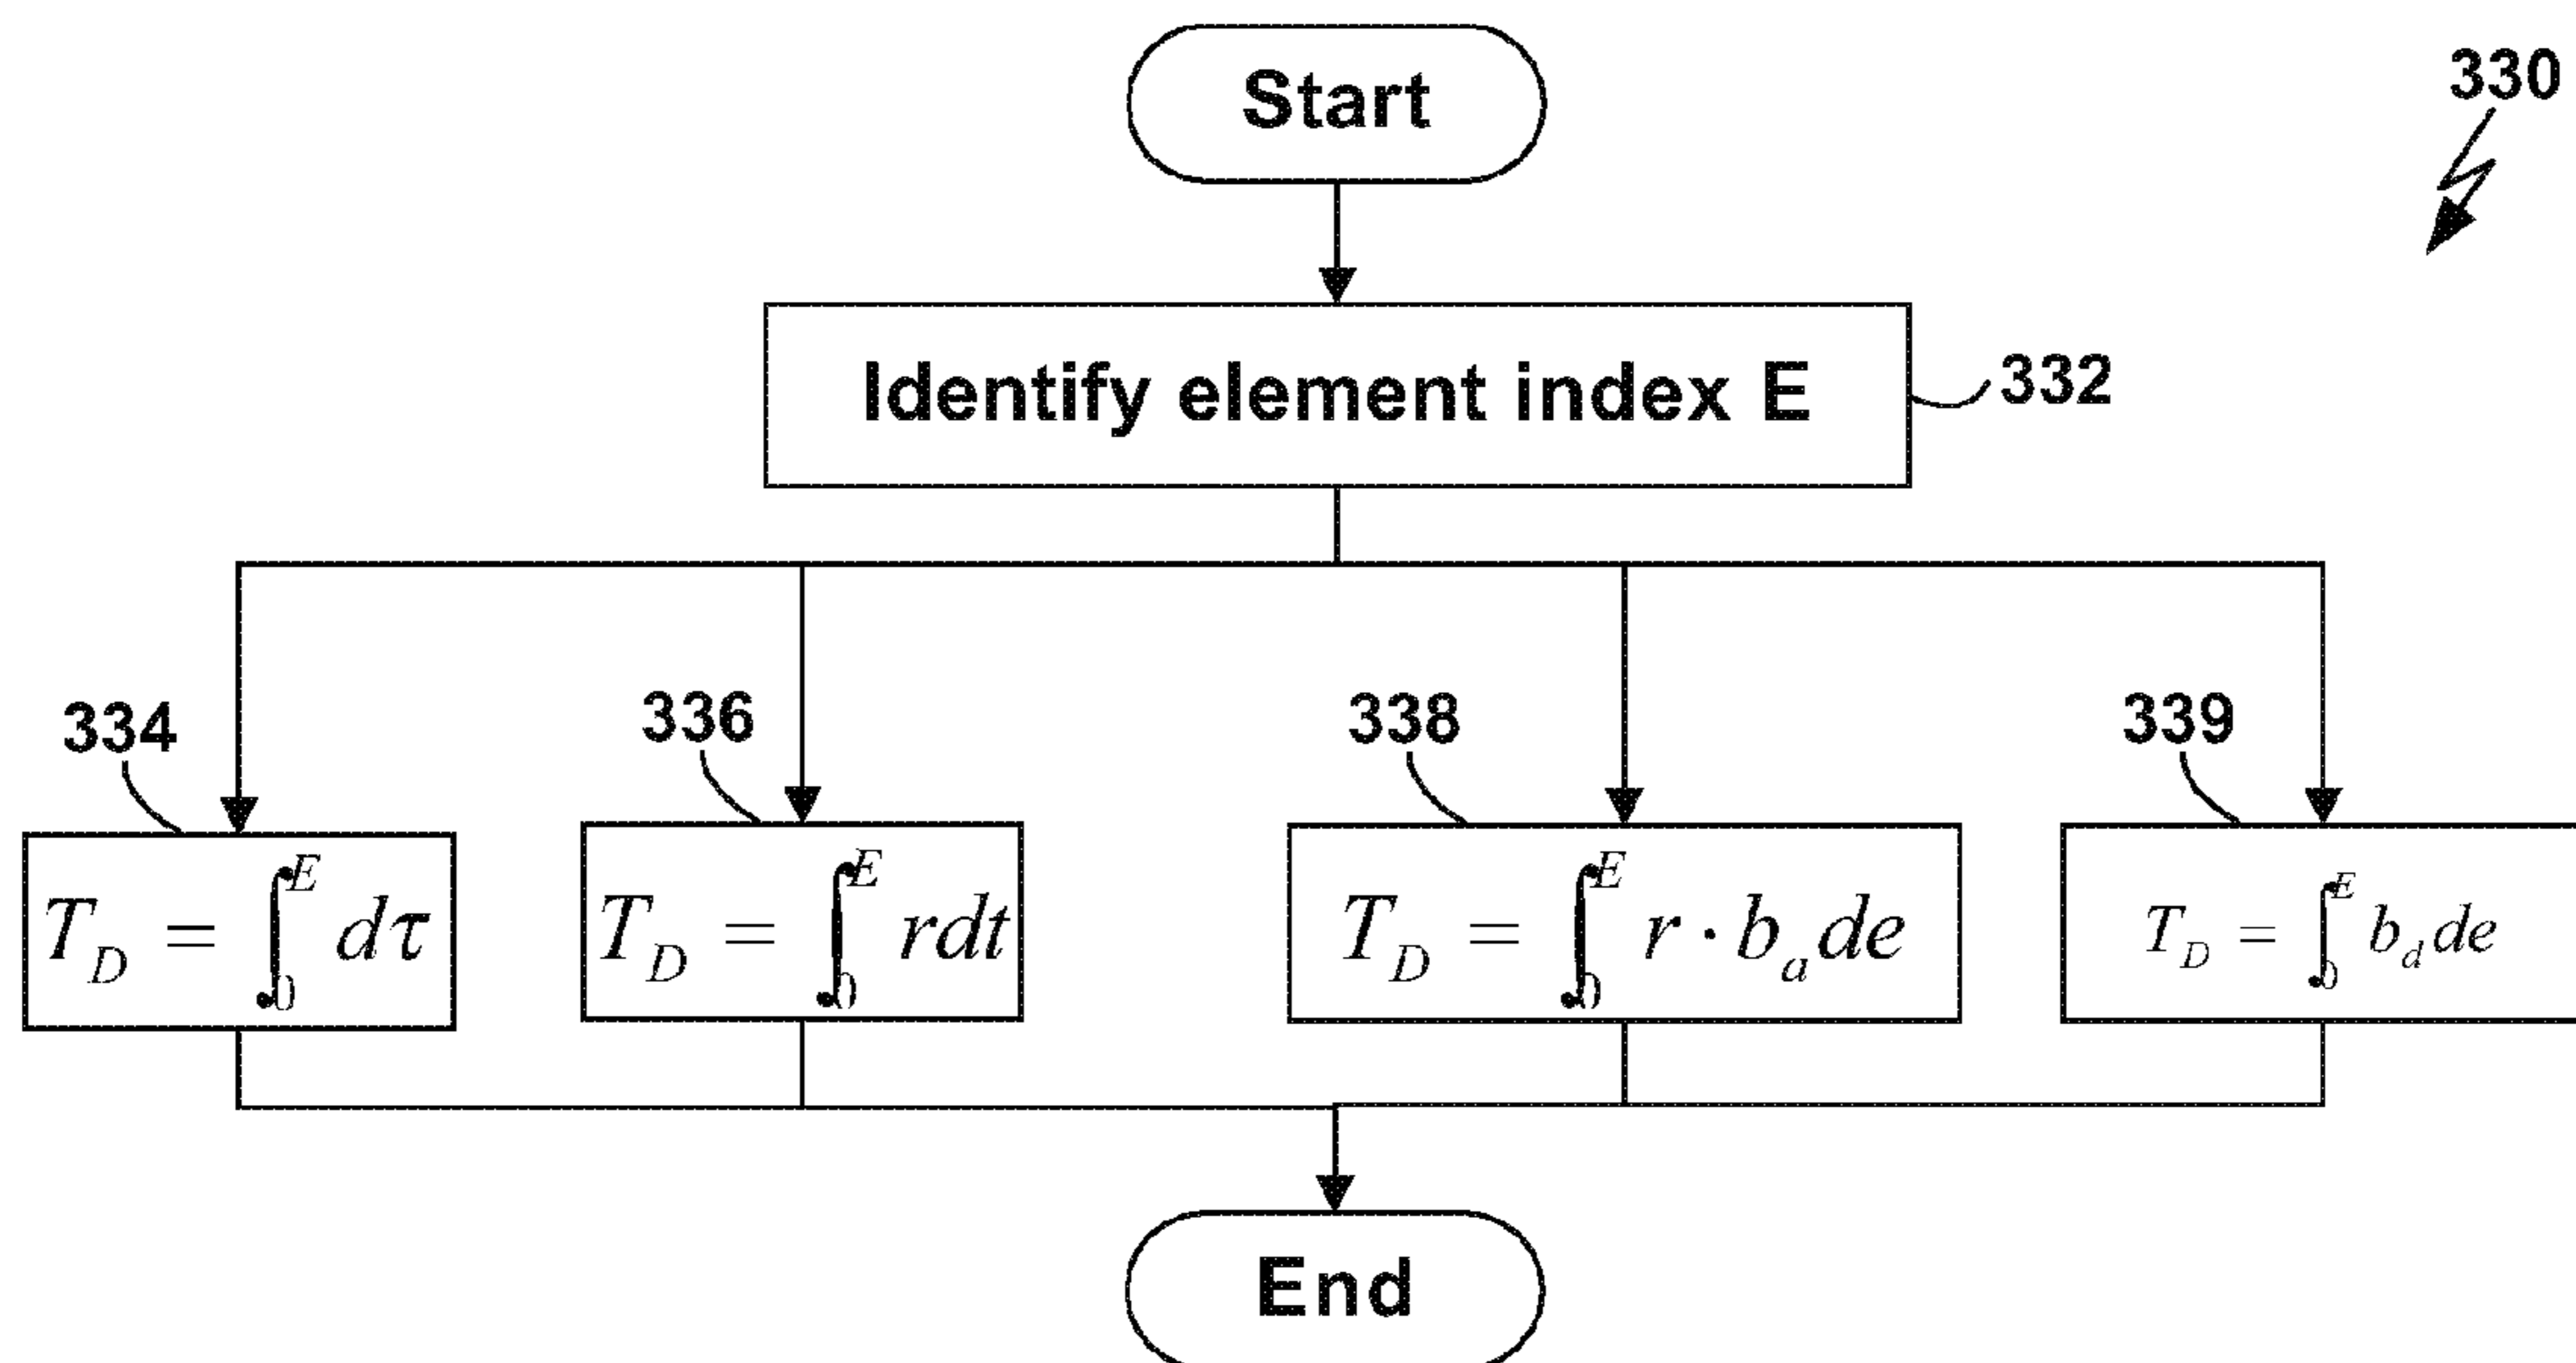 Start
330
Identify element index E
332
334
336
338
339
T_D = ∫_0^E dτ
T_D = ∫_0^E rdt
T_D = ∫_0^E r · b_a de
T_D = ∫_0^E b_d de
End